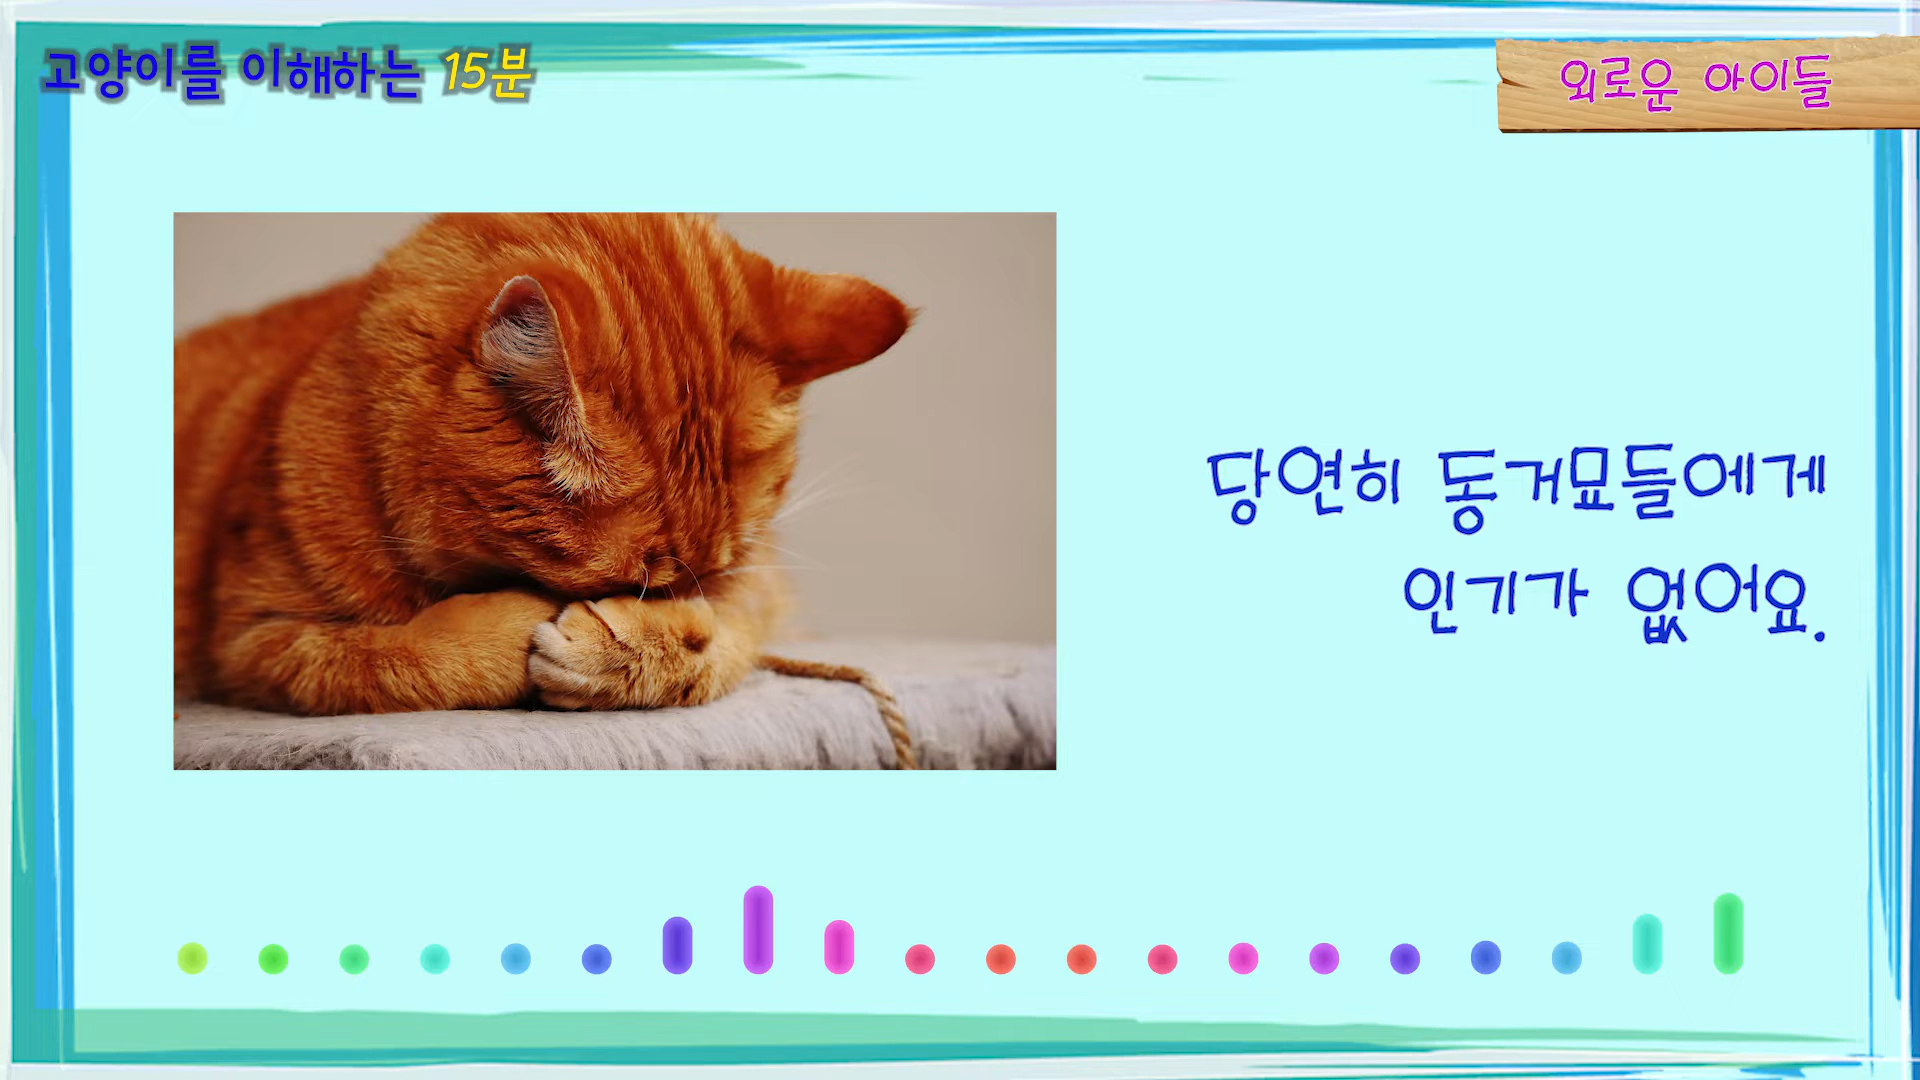 고양이를 이해하는 15분
외로운 아이들
당연히 동거묘들에게
인기가 없어요.